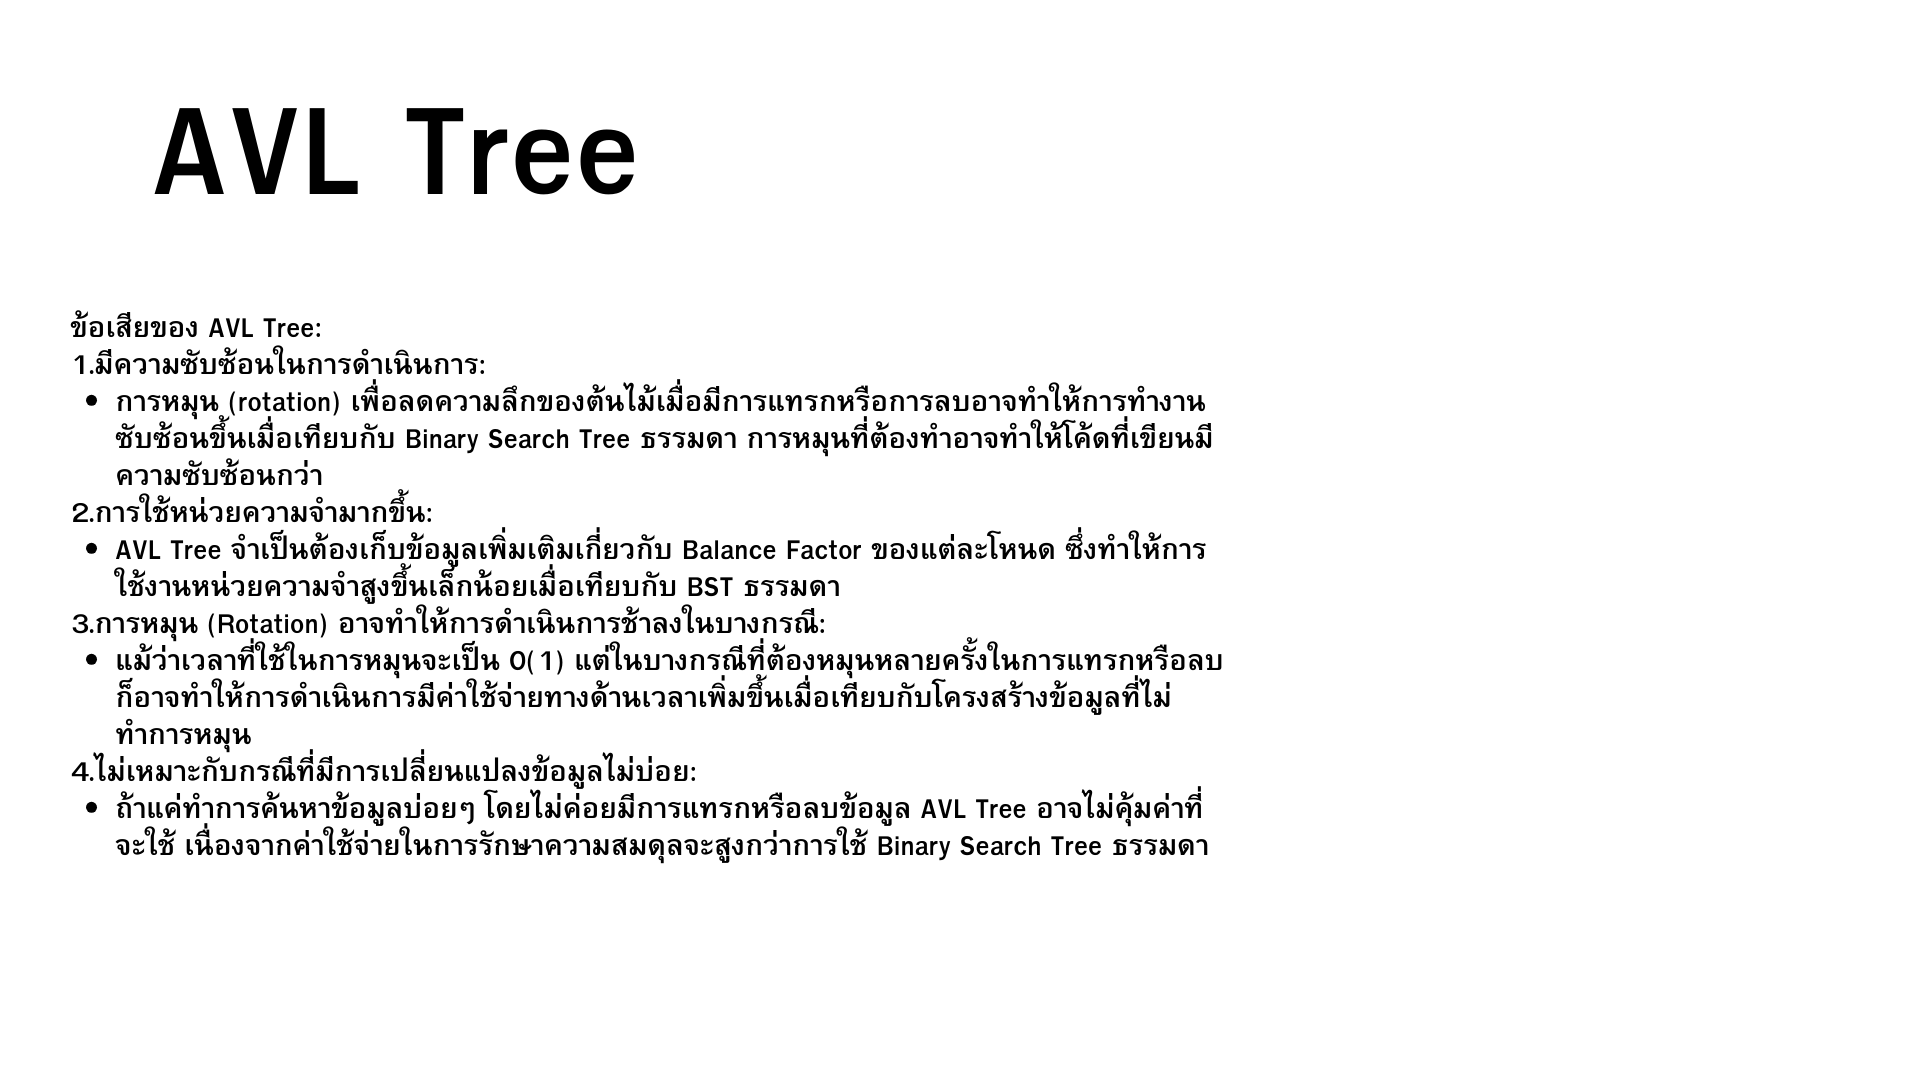 AVL Tree
ข้อเสียของ AVL Tree:
1.มีความซับซ้อนในการดำเนินการ:
• การหมุน (rotation) เพื่อลดความลึกของต้นไม้เมื่อมีการแทรกหรือการลบอาจทำให้การทำงาน
ซับซ้อนขึ้นเมื่อเทียบกับ Binary Search Tree ธรรมดา การหมุนที่ต้องทำอาจทำให้โค้ดที่เขียนมี
ความซับซ้อนกว่า
2.การใช้หน่วยความจำมากขึ้น:
• AVL Tree จำเป็นต้องเก็บข้อมูลเพิ่มเติมเกี่ยวกับ Balance Factor ของแต่ละโหนด ซึ่งทำให้การ
ใช้งานหน่วยความจำสูงขึ้นเล็กน้อยเมื่อเทียบกับ BST ธรรมดา
3.การหมุน (Rotation) อาจทำให้การดำเนินการช้าลงในบางกรณี:
• แม้ว่าเวลาที่ใช้ในการหมุนจะเป็น O(1) แต่ในบางกรณีที่ต้องหมุนหลายครั้งในการแทรกหรือลบ
ก็อาจทำให้การดำเนินการมีค่าใช้จ่ายทางด้านเวลาเพิ่มขึ้นเมื่อเทียบกับโครงสร้างข้อมูลที่ไม่
ทำการหมุน
4.ไม่เหมาะกับกรณีที่มีการเปลี่ยนแปลงข้อมูลไม่บ่อย:
• ถ้าแค่ทำการค้นหาข้อมูลบ่อยๆ โดยไม่ค่อยมีการแทรกหรือลบข้อมูล AVL Tree อาจไม่คุ้มค่าที่
จะใช้ เนื่องจากค่าใช้จ่ายในการรักษาความสมดุลจะสูงกว่าการใช้ Binary Search Tree ธรรมดา